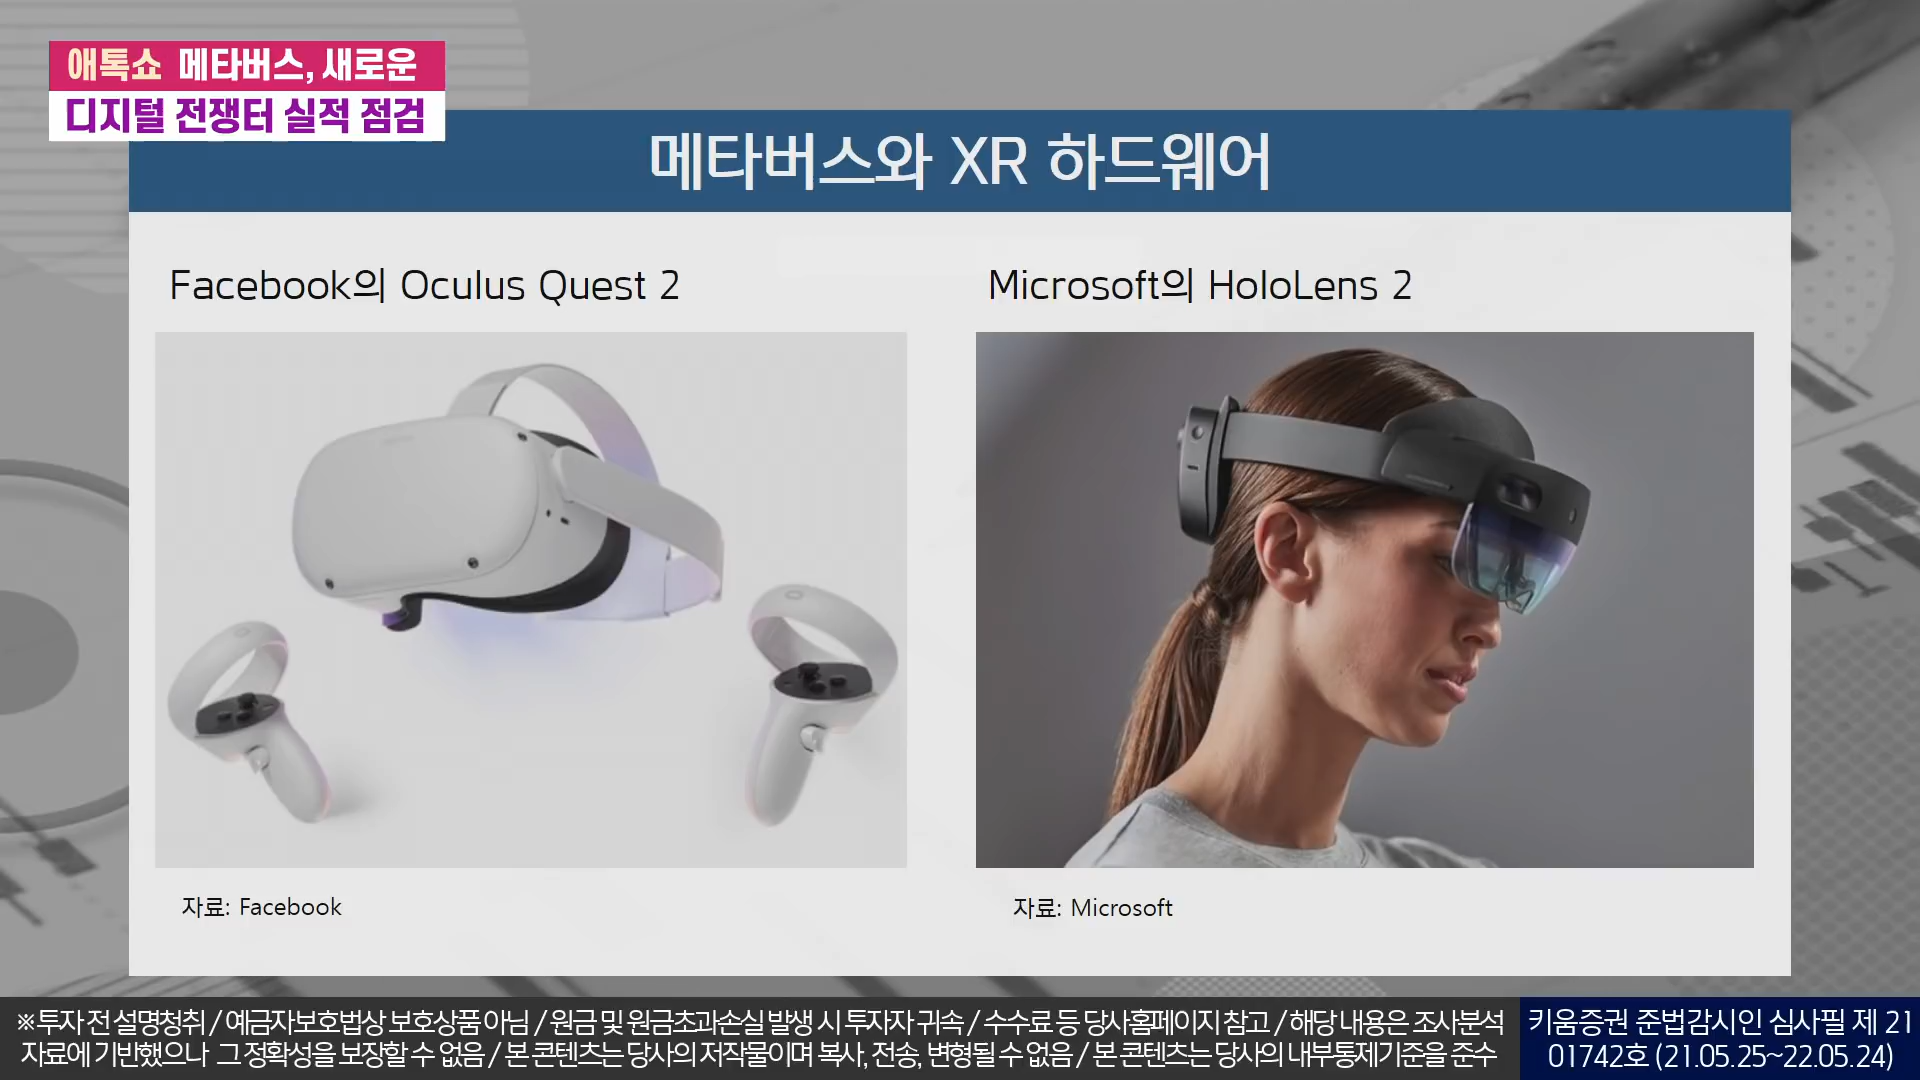 애톡쇼 메타버스, 새로운
디지털 전쟁터 실적 점검
메타버스와 XR 하드웨어
Facebook의 Oculus Quest 2
Microsoft의 HoloLens 2
자료: Facebook
자료: Microsoft
※투자 전 설명청취 / 예금자보호법상 보호상품 아님 / 원금 및 원금초과손실 발생 시 투자자 귀속 / 수수료 등 당사홈페이지 참고 / 해당 내용은 조사분석
자료에 기반했으나 그 정확성을 보장할 수 없음 / 본 콘텐츠는 당사의 저작물이며 복사, 전송, 변형될 수 없음 / 본 콘텐츠는 당사의 내부통제기준을 준수
키움증권 준법감시인 심사필 제 21
01742호 (21.05.25~22.05.24)